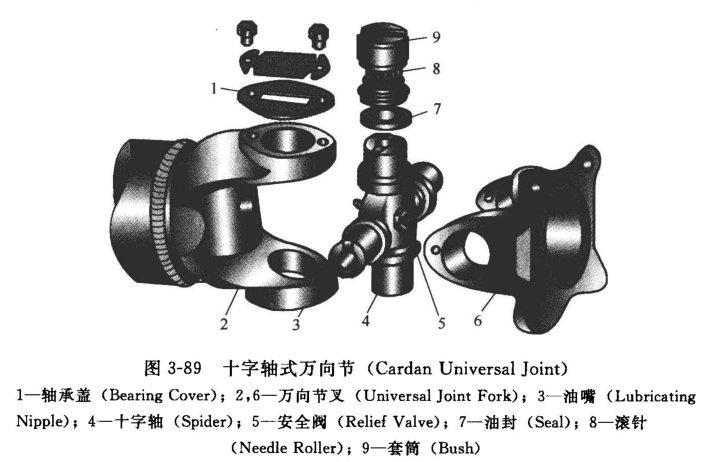 9
8
1
7
2
3
4
5
6
图 3-89 十字轴式万向节（Cardan Universal Joint）
1—轴承盖（Bearing Cover）；2,6—万向节叉（Universal Joint Fork）；3—油嘴（Lubricating
Nipple）；4—十字轴（Spider）；5—安全阀（Relief Valve）；7—油封（Seal）；8—滚针
（Needle Roller）；9—套筒（Bush）